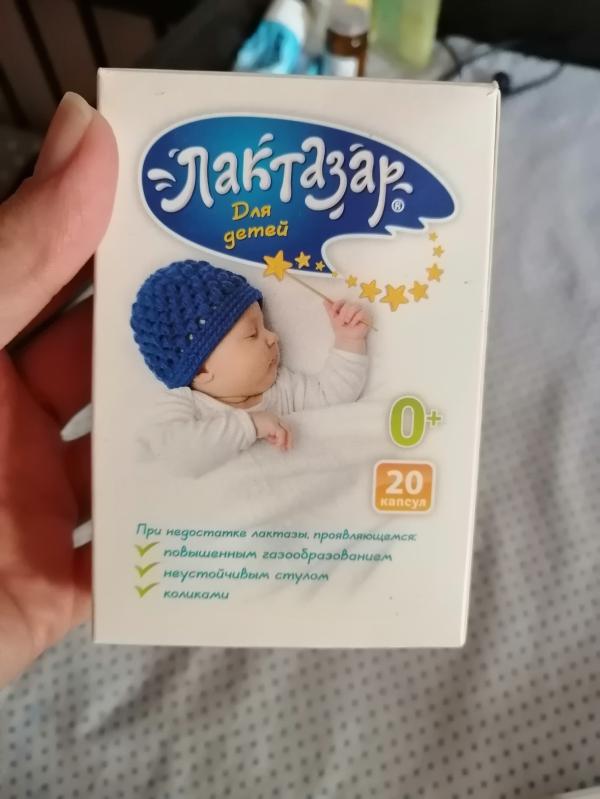 Лактазар
®
Для
детей
0+
20
капсул
При недостатке лактазы, проявляющемся:
повышенным газообразованием
неустойчивым стулом
коликами